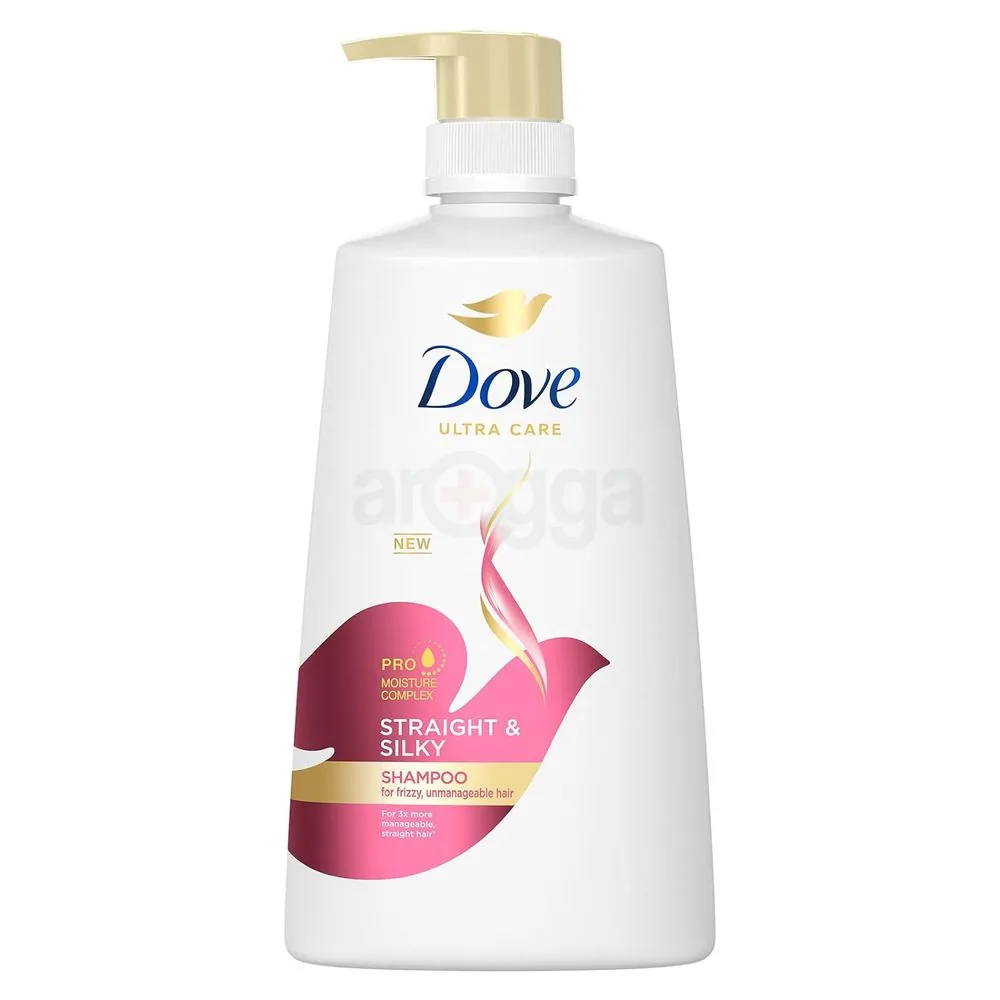 Dove
ULTRA CARE
arogga
NEW
PRO
MOISTURE
COMPLEX
STRAIGHT &
SILKY
SHAMPOO
for frizzy, unmanageable hair
For 3x more
manageable,
straight hair*